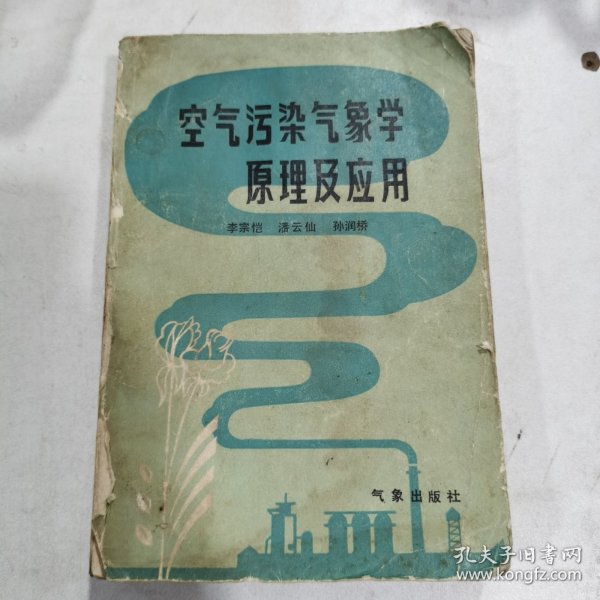 空气污染气象学
原理及应用
李宗恺 潘云仙 孙润桥
气象出版社
孔夫子旧书网
www.kongfz.com